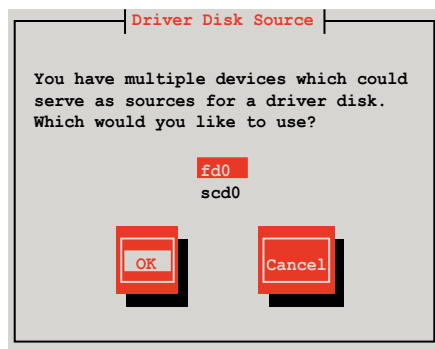 Driver Disk Source
You have multiple devices which could
serve as sources for a driver disk.
Which would you like to use?
fd0
scd0
OK
Cancel